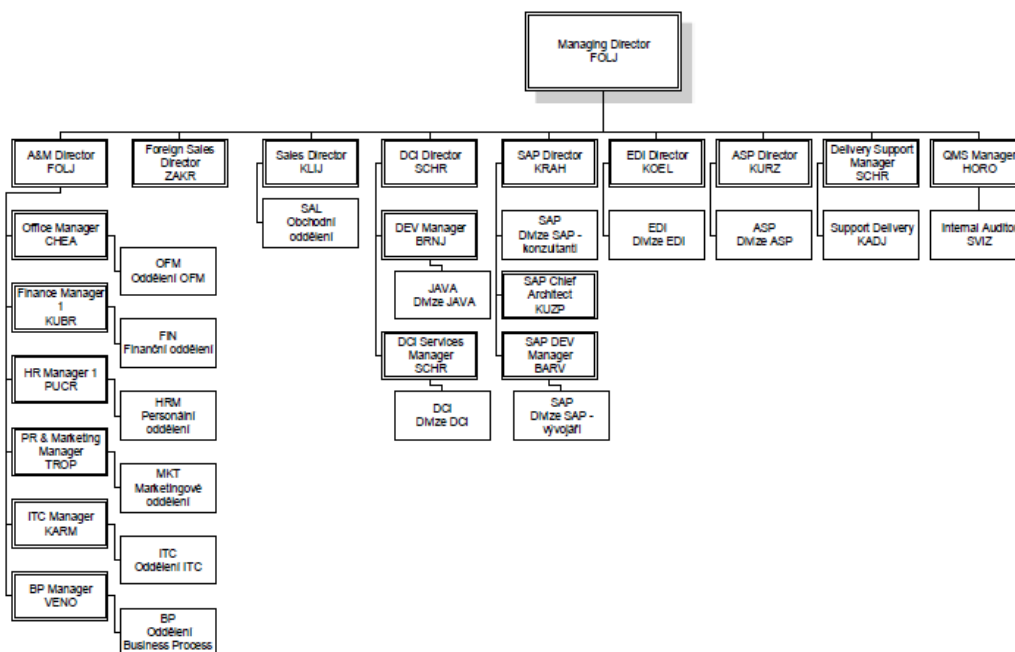 Managing Director
FOLJ
A&M Director
FOLJ
Foreign Sales
Director
ZAKR
Sales Director
KLIJ
DCI Director
SCHR
SAP Director
KRAH
EDI Director
KOEL
ASP Director
KURZ
Delivery Support
Manager
SCHR
QMS Manager
HORO
Office Manager
CHEA
OFM
Oddělení OFM
Finance Manager
1
KUBR
FIN
Finanční oddělení
HR Manager 1
PUCR
HRM
Personální
oddělení
PR & Marketing
Manager
TROP
MKT
Marketingové
oddělení
ITC Manager
KARM
ITC
Oddělení ITC
BP Manager
VENO
BP
Oddělení
Business Process
SAL
Obchodní
oddělení
DEV Manager
BRNJ
JAVA
Divize JAVA
DCI Services
Manager
SCHR
DCI
Divize DCI
SAP
Divize SAP -
konzultanti
SAP Chief
Architect
KUZP
SAP DEV
Manager
BARV
SAP
Divize SAP -
vývojáři
EDI
Divize EDI
ASP
Divize ASP
Support Delivery
KADJ
Internal Auditor
SVIZ